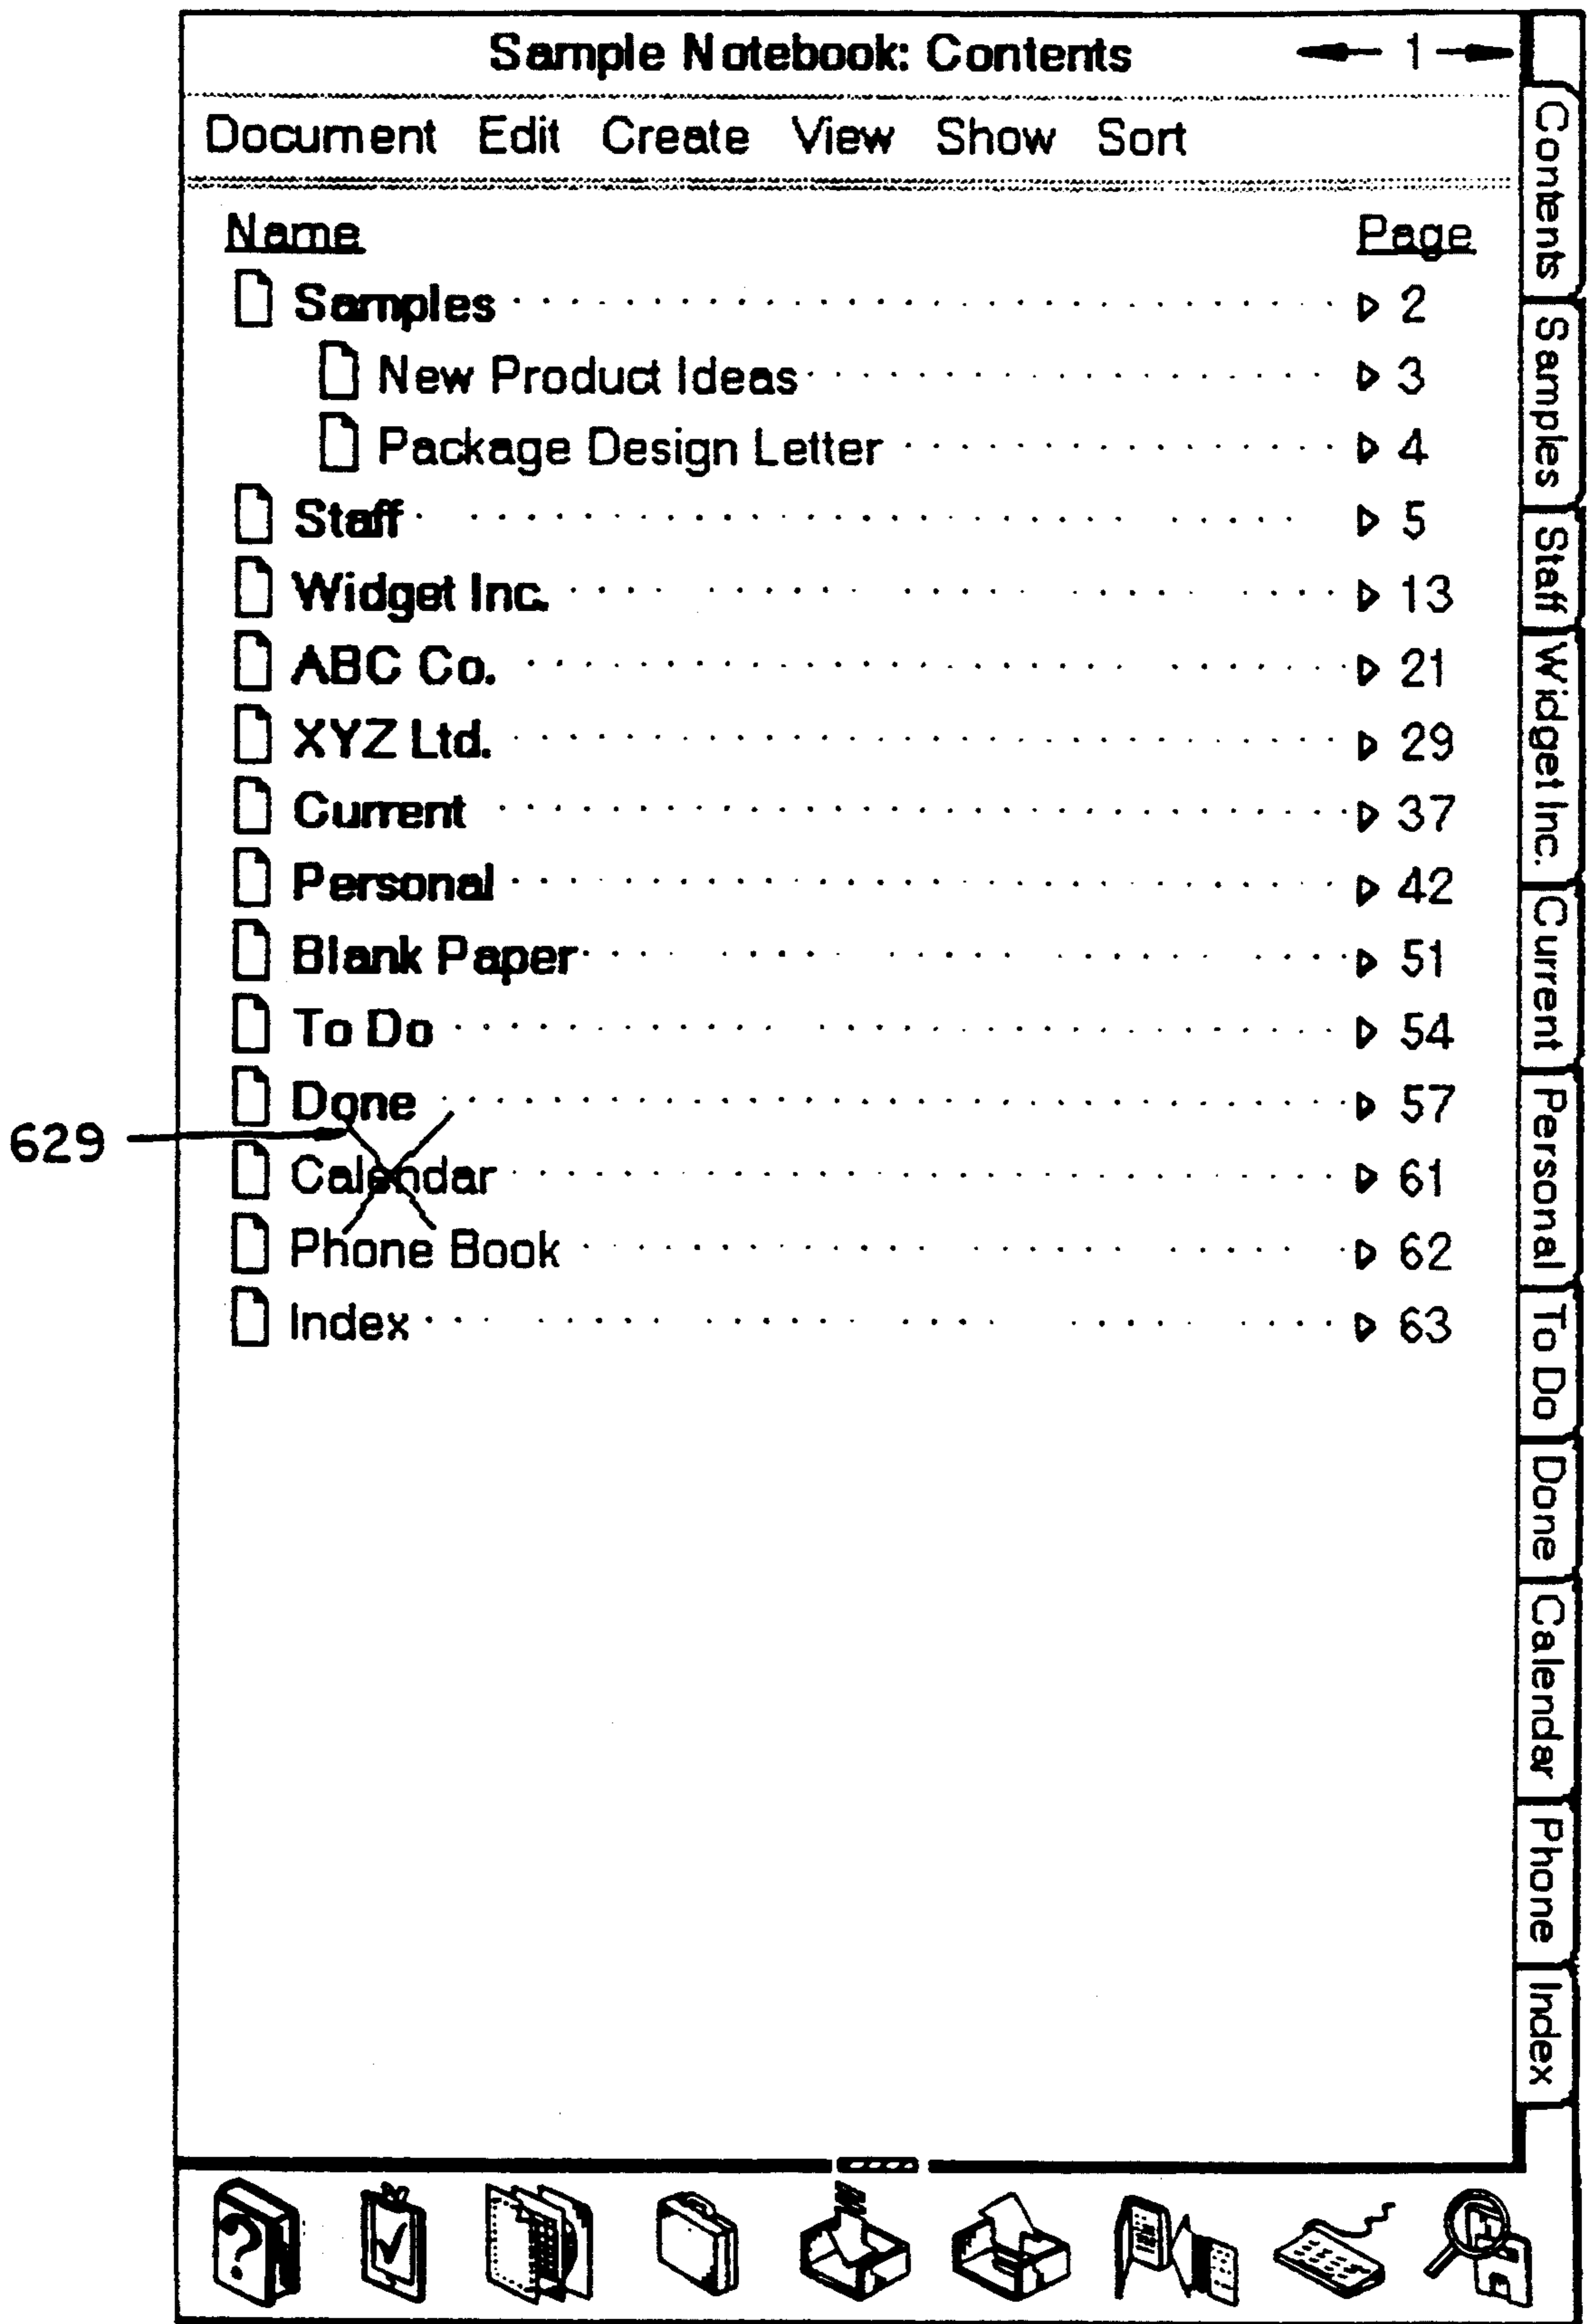 Sample Notebook: Contents 1
Document Edit Create View Show Sort
Name Page
Samples 2
New Product Ideas 3
Package Design Letter 4
Staff 5
Widget Inc. 13
ABC Co. 21
XYZ Ltd. 29
Current 37
Personal 42
Blank Paper 51
To Do 54
Done 57
629
Calendar 61
Phone Book 62
Index 63
Contents
Samples
Staff
Widget Inc.
Current
Personal
To Do
Done
Calendar
Phone
Index
?